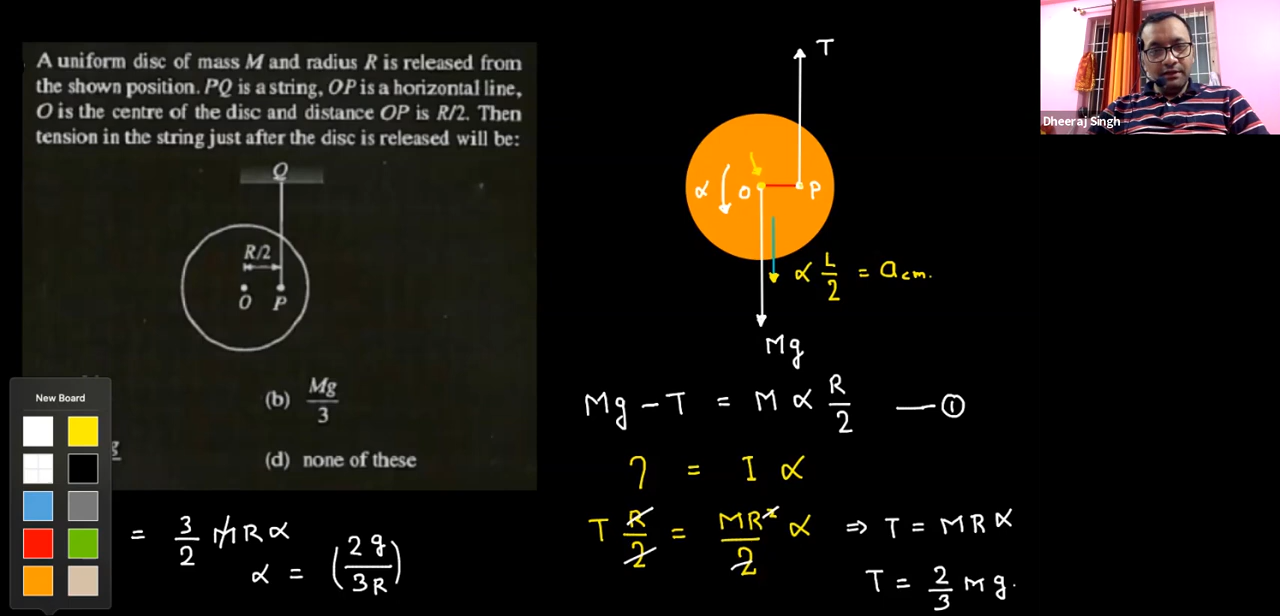 A uniform disc of mass M and radius R is released from
the shown position. PQ is a string, OP is a horizontal line,
O is the centre of the disc and distance OP is R/2. Then
tension in the string just after the disc is released will be:
Q
R/2
O P
(b) Mg/3
(d) none of these
New Board
= 3/2 MRα
α = (2g/3R)
T
α O P
α L/2 = a cm.
Mg
Mg - T = M α R/2 — ①
τ = I α
T R/2 = MR²/2 α ⇒ T = MRα
T = 2/3 Mg.
Dheeraj Singh